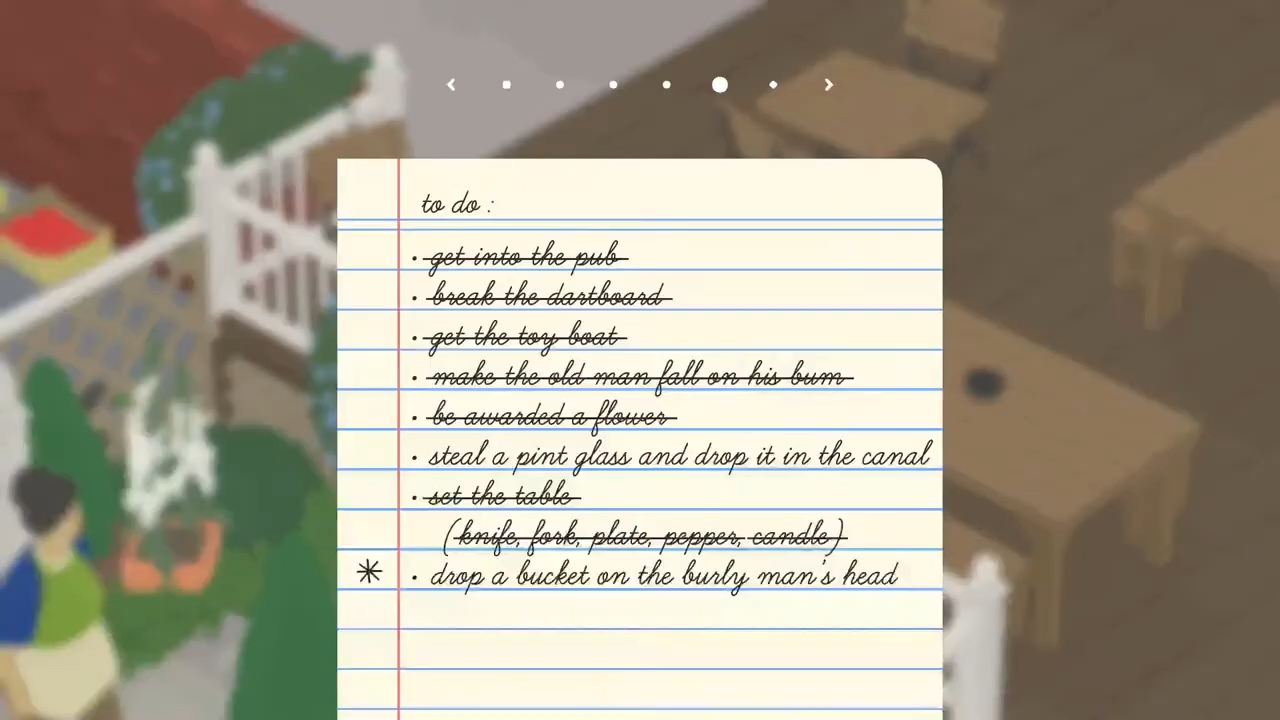 to do :
• get into the pub
• break the dartboard
• get the toy boat
• make the old man fall on his bum
• be awarded a flower
• steal a pint glass and drop it in the canal
• set the table
(knife, fork, plate, pepper, candle)
* • drop a bucket on the burly man's head